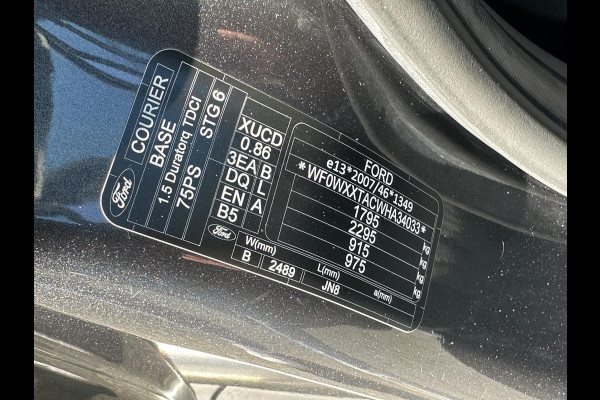 Ford
COURIER
BASE
1.5 Duratorq TDCI
75PS STG 6
XUCD
0.86
3EA B
DQ L
EN A
B5
FORD
e13*2007/46*1349
*WF0WXXTACWHA34033*
1795 kg
2295 kg
915 kg
975 kg
Ford
W(mm) L(mm) a(mm)
B 2489 JN8